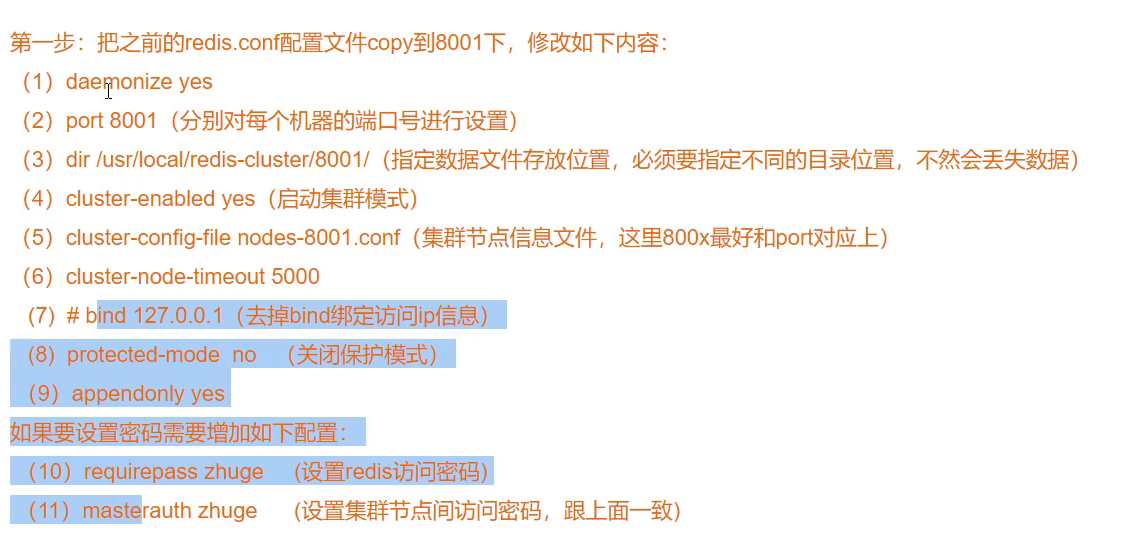 第一步：把之前的redis.conf配置文件copy到8001下，修改如下内容：
（1）daemonize yes
（2）port 8001（分别对每个机器的端口号进行设置）
（3）dir /usr/local/redis-cluster/8001/（指定数据文件存放位置，必须要指定不同的目录位置，不然会丢失数据）
（4）cluster-enabled yes（启动集群模式）
（5）cluster-config-file nodes-8001.conf（集群节点信息文件，这里800x最好和port对应上）
（6）cluster-node-timeout 5000
（7）# bind 127.0.0.1（去掉bind绑定访问ip信息）
（8）protected-mode  no   （关闭保护模式）
（9）appendonly yes
如果要设置密码需要增加如下配置：
（10）requirepass zhuge     (设置redis访问密码)
（11）masterauth zhuge      (设置集群节点间访问密码，跟上面一致)